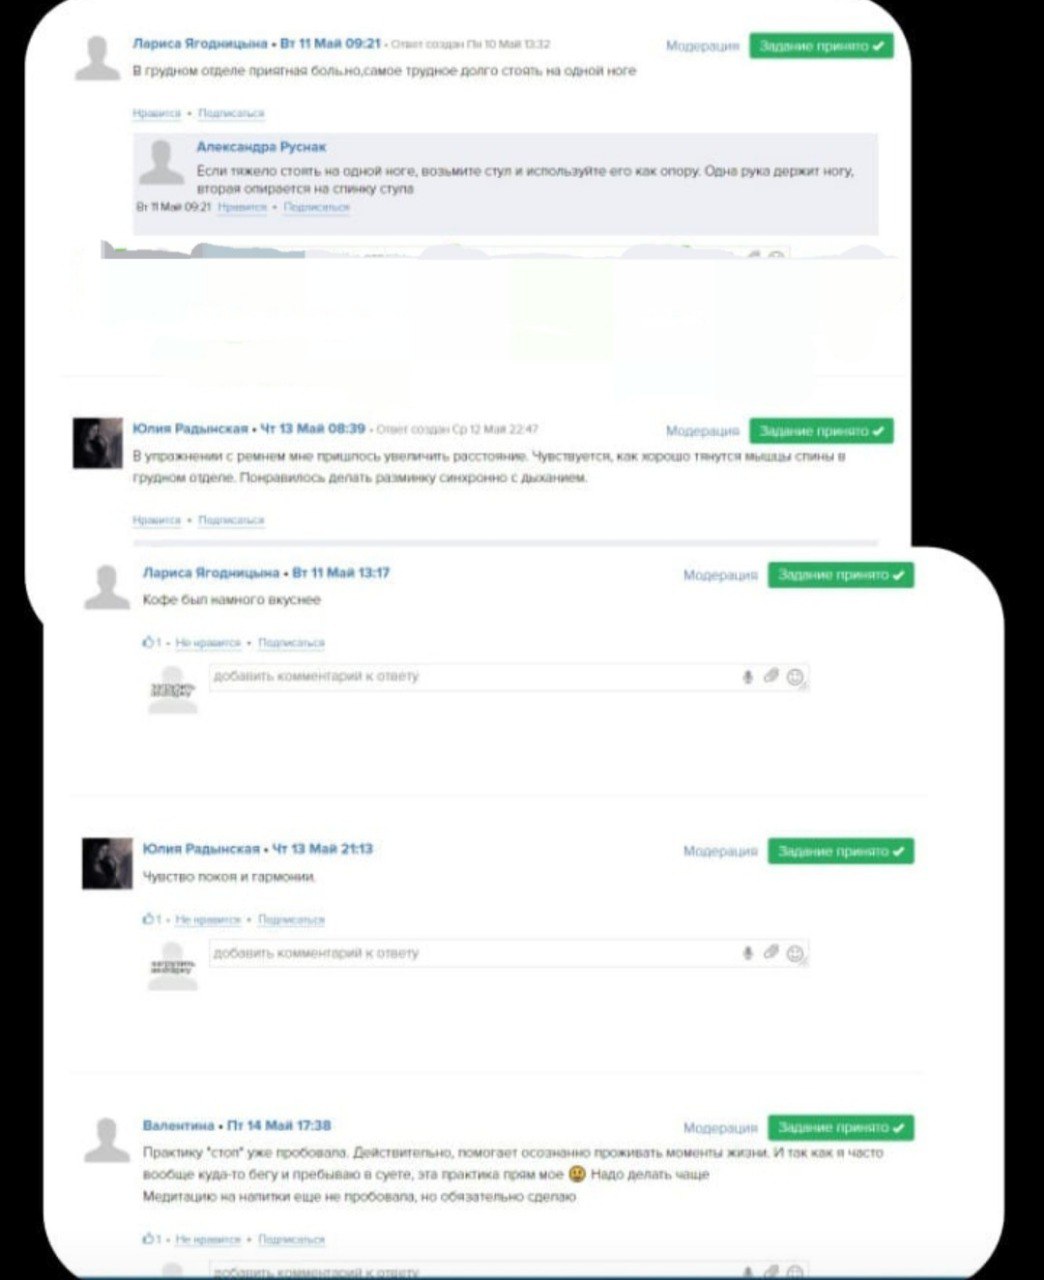 Лариса Ягодницына • Вт 11 Май 09:21 • Ответ создан Пн 10 Май 13:32
Модерация Задание принято ✔
В грудном отделе приятная боль.но,самое трудное долго стоять на одной ноге
Нравится • Подписаться
Александра Руснак
Если тяжело стоять на одной ноге, возьмите стул и используйте его как опору. Одна рука держит ногу,
вторая опирается на спинку стула
Вт 11 Май 09:21 Нравится • Подписаться
Юлия Радынская • Чт 13 Май 08:39 • Ответ создан Ср 12 Май 22:47
Модерация Задание принято ✔
В упражнении с ремнем мне пришлось увеличить расстояние. Чувствуется, как хорошо тянутся мышцы спины в
грудном отделе. Понравилось делать разминку синхронно с дыханием.
Нравится • Подписаться
Лариса Ягодницына • Вт 11 Май 13:17
Модерация Задание принято ✔
Кофе был намного вкуснее
1 • Не нравится • Подписаться
загрузить
аватарку
добавить комментарий к ответу
Юлия Радынская • Чт 13 Май 21:13
Модерация Задание принято ✔
Чувство покоя и гармонии.
1 • Не нравится • Подписаться
загрузить
аватарку
добавить комментарий к ответу
Валентина • Пт 14 Май 17:38
Модерация Задание принято ✔
Практику "стоп" уже пробовала. Действительно, помогает осознанно проживать моменты жизни. И так как я часто
вообще куда-то бегу и пребываю в суете, эта практика прям мое 😃 Надо делать чаще
Медитацию на напитки еще не пробовала, но обязательно сделаю
1 • Не нравится • Подписаться
добавить комментарий к ответу